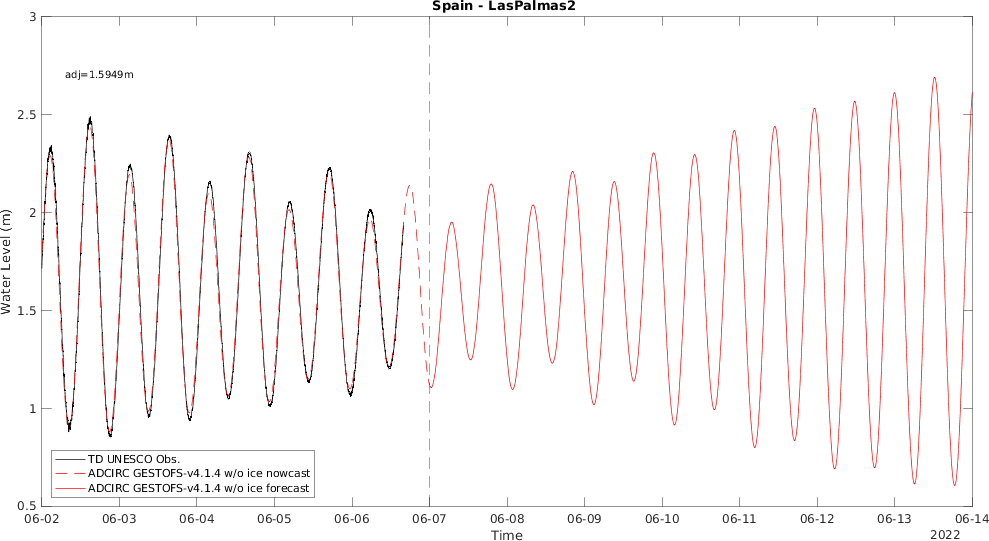 Spain - LasPalmas2
3
adj=1.5949m
2.5
2
Water Level (m)
1.5
1
TD UNESCO Obs.
ADCIRC GESTOFS-v4.1.4 w/o ice nowcast
ADCIRC GESTOFS-v4.1.4 w/o ice forecast
0.5
06-02 06-03 06-04 06-05 06-06 06-07 06-08 06-09 06-10 06-11 06-12 06-13 06-14
Time
2022